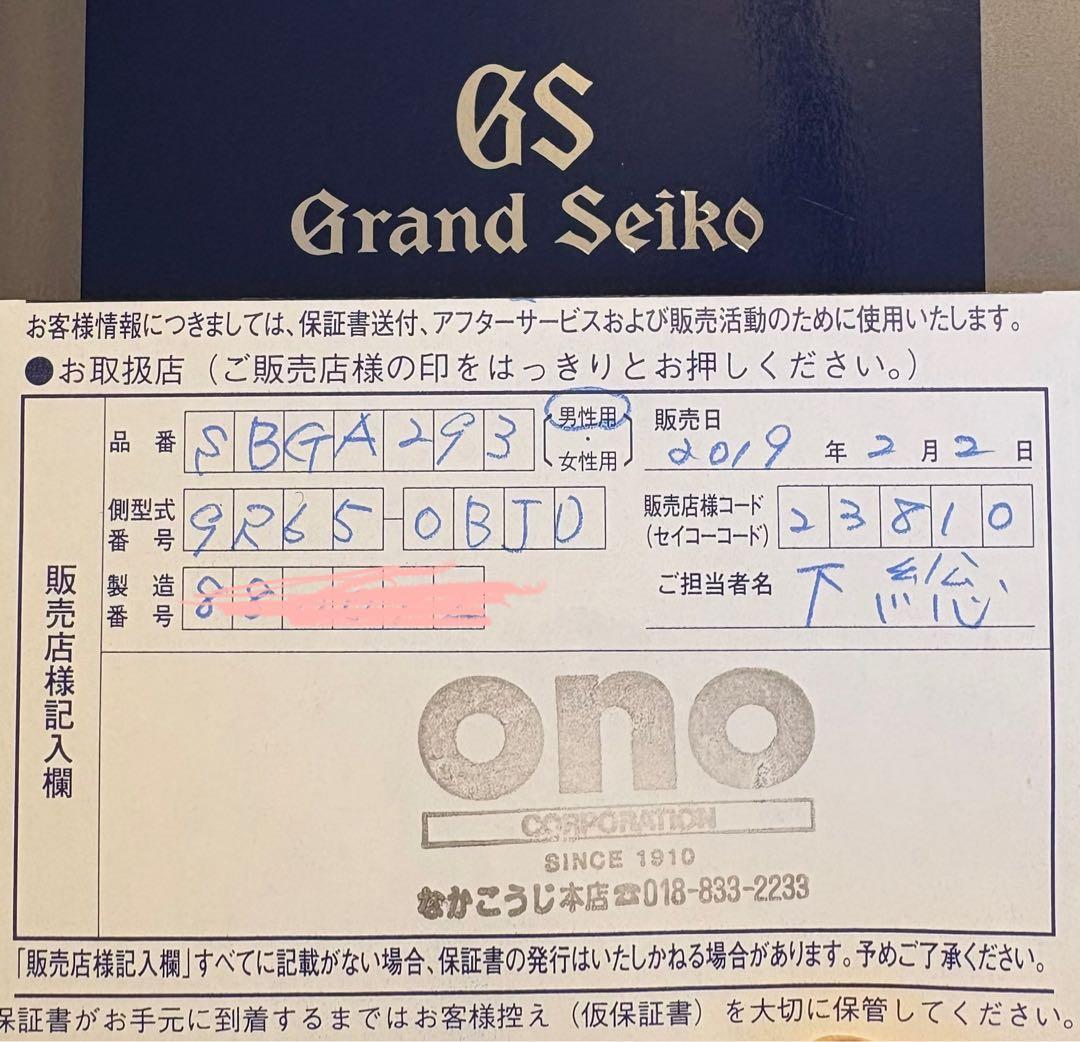 GS
Grand Seiko
お客様情報につきましては、保証書送付、アフターサービスおよび販売活動のために使用いたします。
●お取扱店（ご販売店様の印をはっきりとお押しください。）
販売店様記入欄
品番 SBGA293 男性用・女性用
販売日 2019年2月2日
側型式番号 9R65-0BJ0
販売店様コード（セイコーコード） 23810
製造番号 88
ご担当者名 下総
ono
CORPORATION
SINCE 1910
なかこうじ本店☎018-833-2233
「販売店様記入欄」すべてに記載がない場合、保証書の発行はいたしかねる場合があります。予めご了承ください。
保証書がお手元に到着するまではお客様控え（仮保証書）を大切に保管してください。